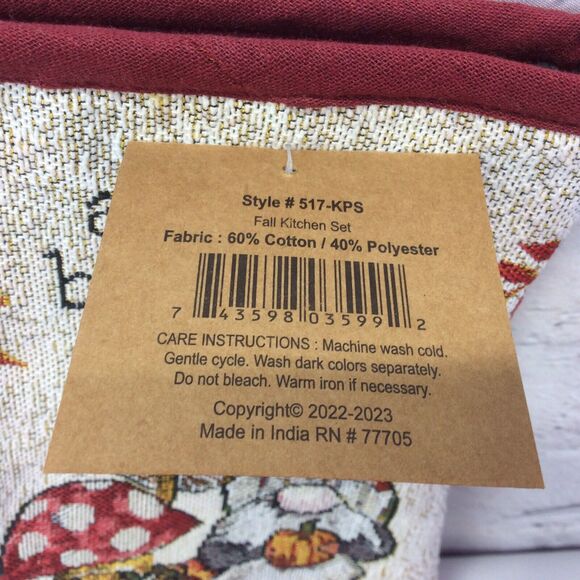 Style # 517-KPS
Fall Kitchen Set
Fabric : 60% Cotton / 40% Polyester
7 43598 03599 2
CARE INSTRUCTIONS : Machine wash cold.
Gentle cycle. Wash dark colors separately.
Do not bleach. Warm iron if necessary.
Copyright© 2022-2023
Made in India RN # 77705